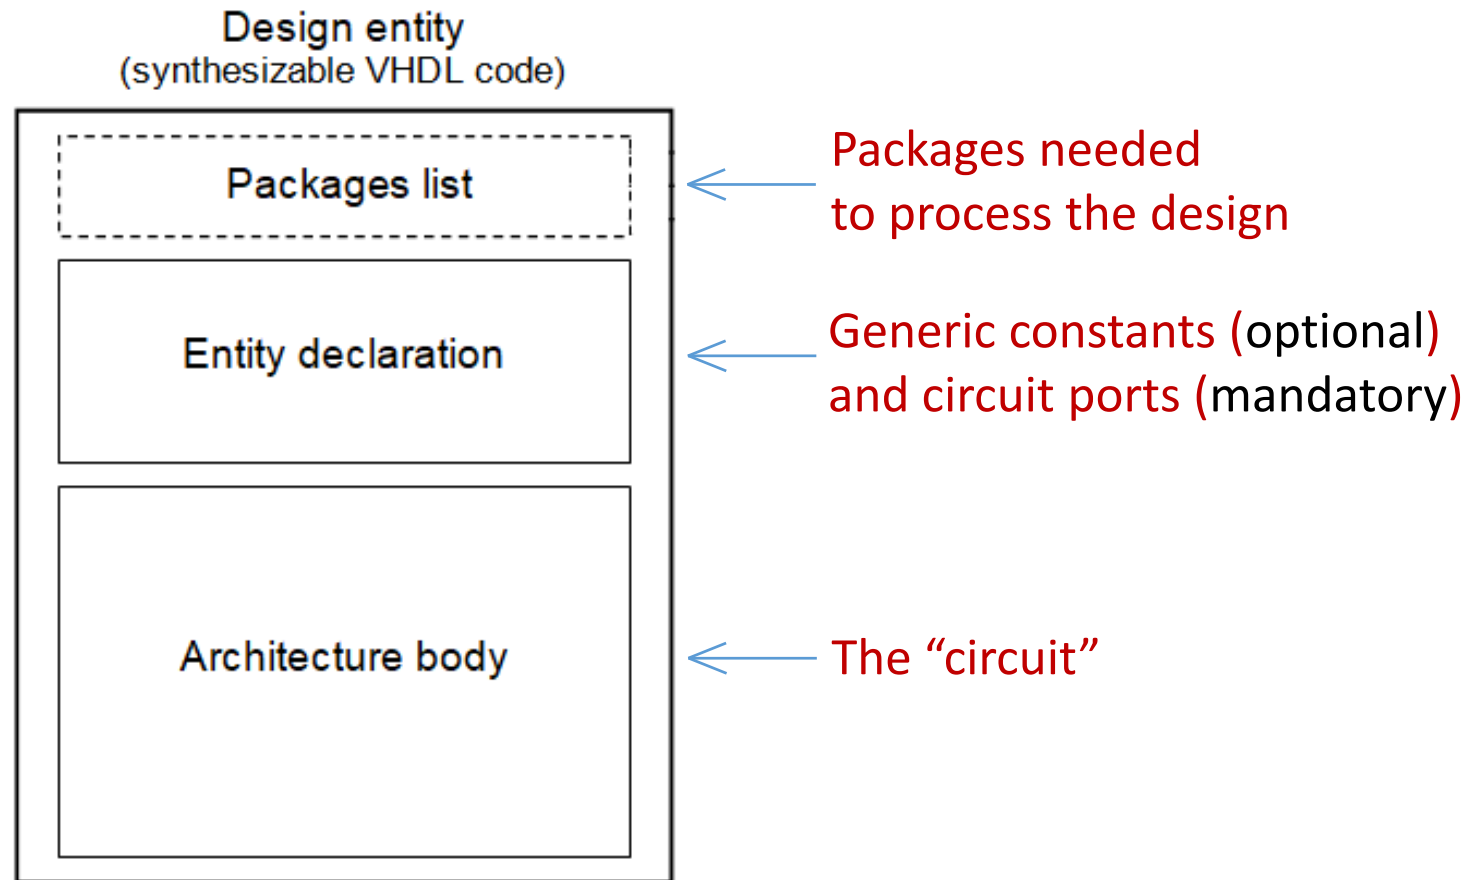 Design entity
(synthesizable VHDL code)
Packages list
Packages needed
to process the design
Entity declaration
Generic constants (optional)
and circuit ports (mandatory)
Architecture body
The “circuit”